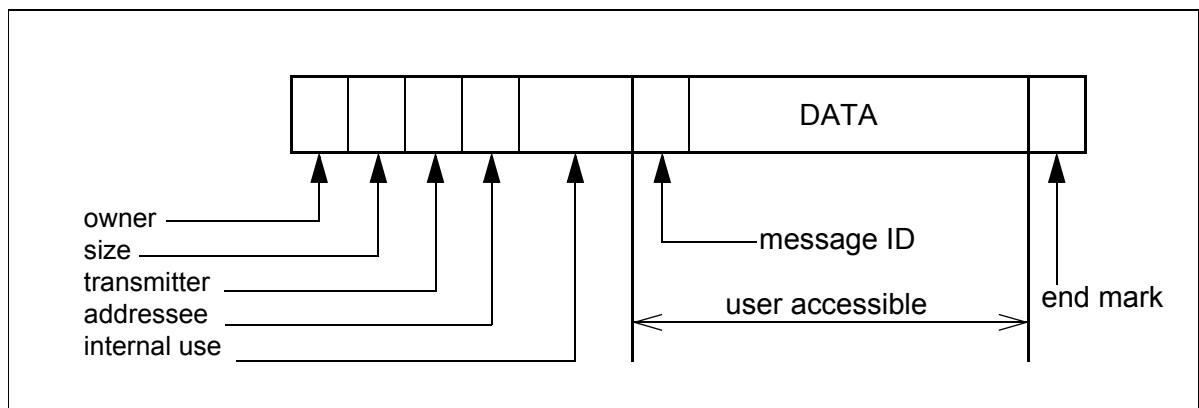 DATA
owner
size
transmitter
addressee
internal use
message ID
user accessible
end mark